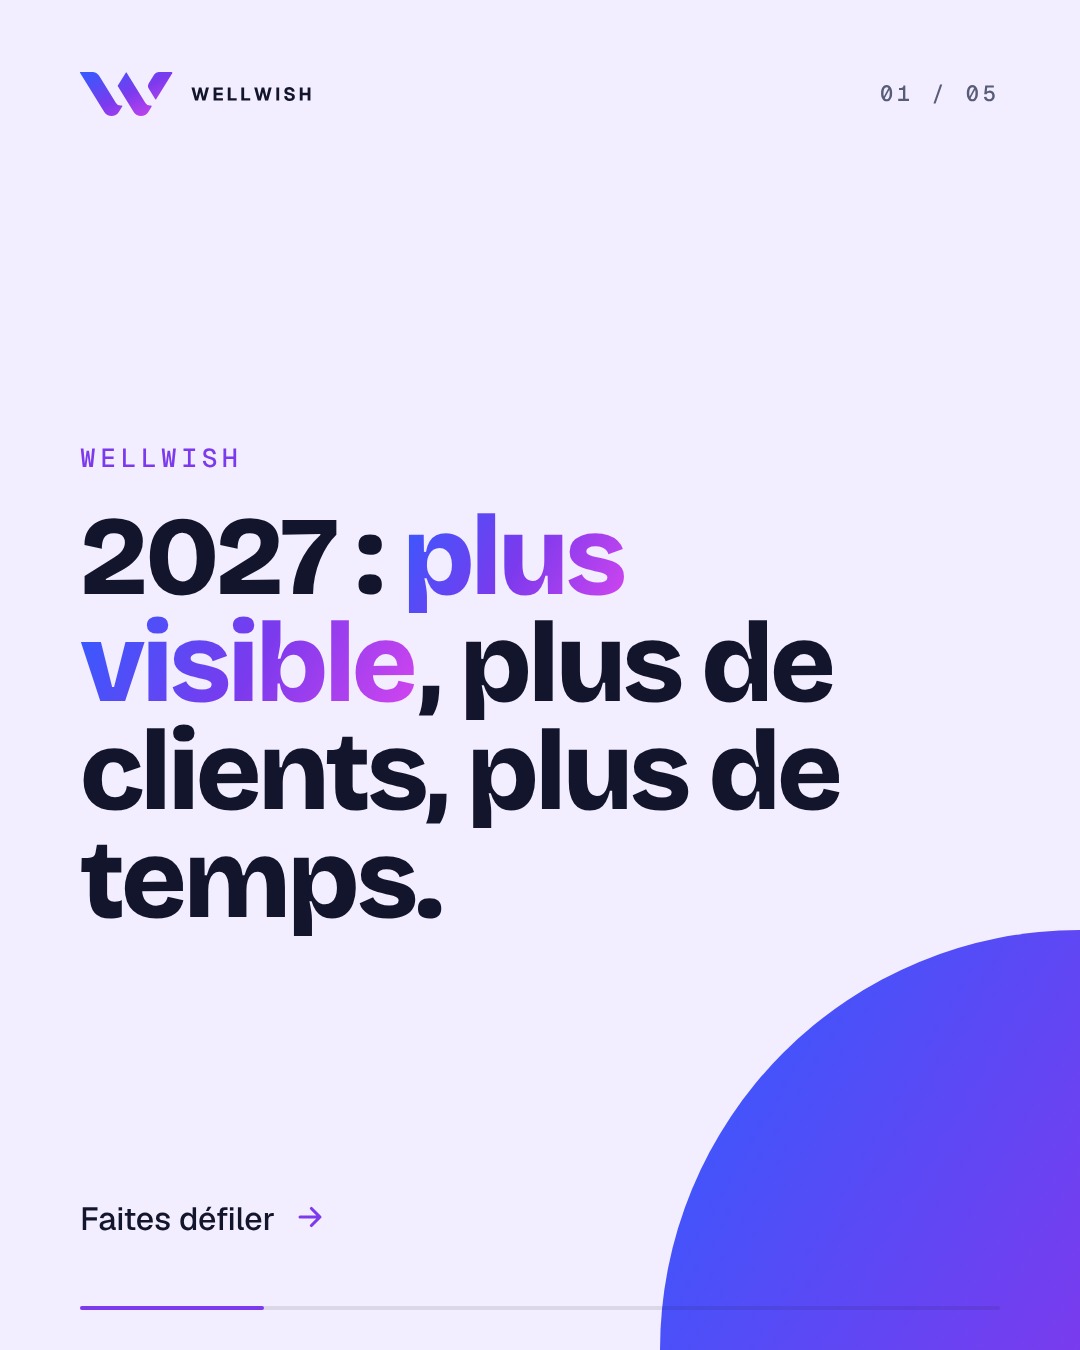 WELLWISH
01 / 05
WELLWISH
2027 : plus
visible, plus de
clients, plus de
temps.
Faites défiler →